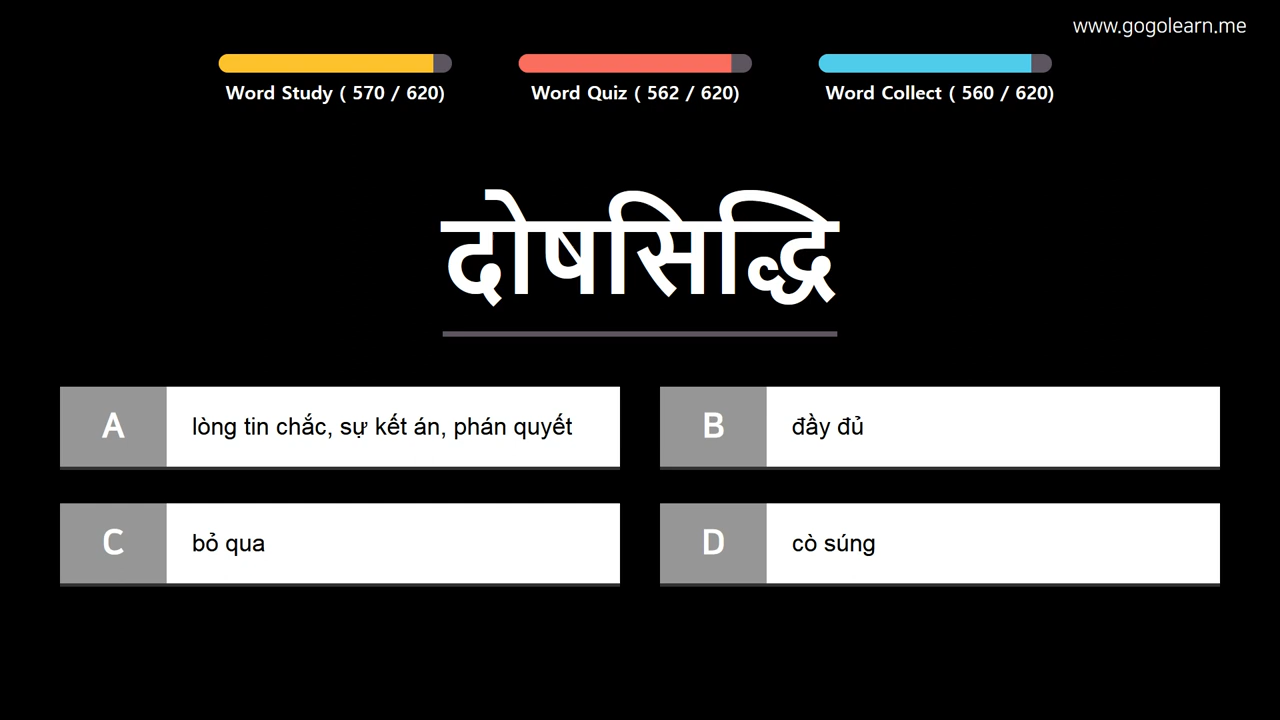 www.gogolearn.me
Word Study ( 570 / 620)
Word Quiz ( 562 / 620)
Word Collect ( 560 / 620)
दोषसिद्धि
A
lòng tin chắc, sự kết án, phán quyết
B
đầy đủ
C
bỏ qua
D
cò súng